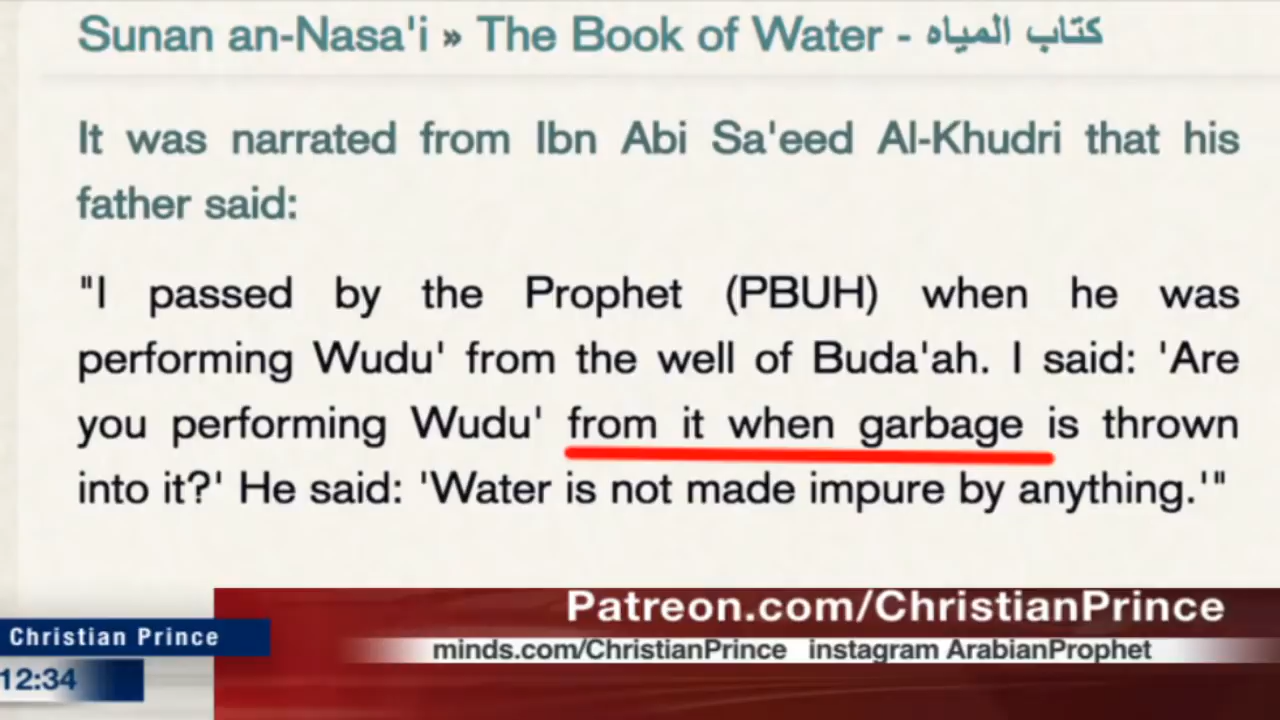 Sunan an-Nasa'i » The Book of Water - كتاب المياه
It was narrated from Ibn Abi Sa'eed Al-Khudri that his
father said:
"I passed by the Prophet (PBUH) when he was
performing Wudu' from the well of Buda'ah. I said: 'Are
you performing Wudu' from it when garbage is thrown
into it?' He said: 'Water is not made impure by anything.'"
Patreon.com/ChristianPrince
Christian Prince
minds.com/ChristianPrince instagram ArabianProphet
12:34